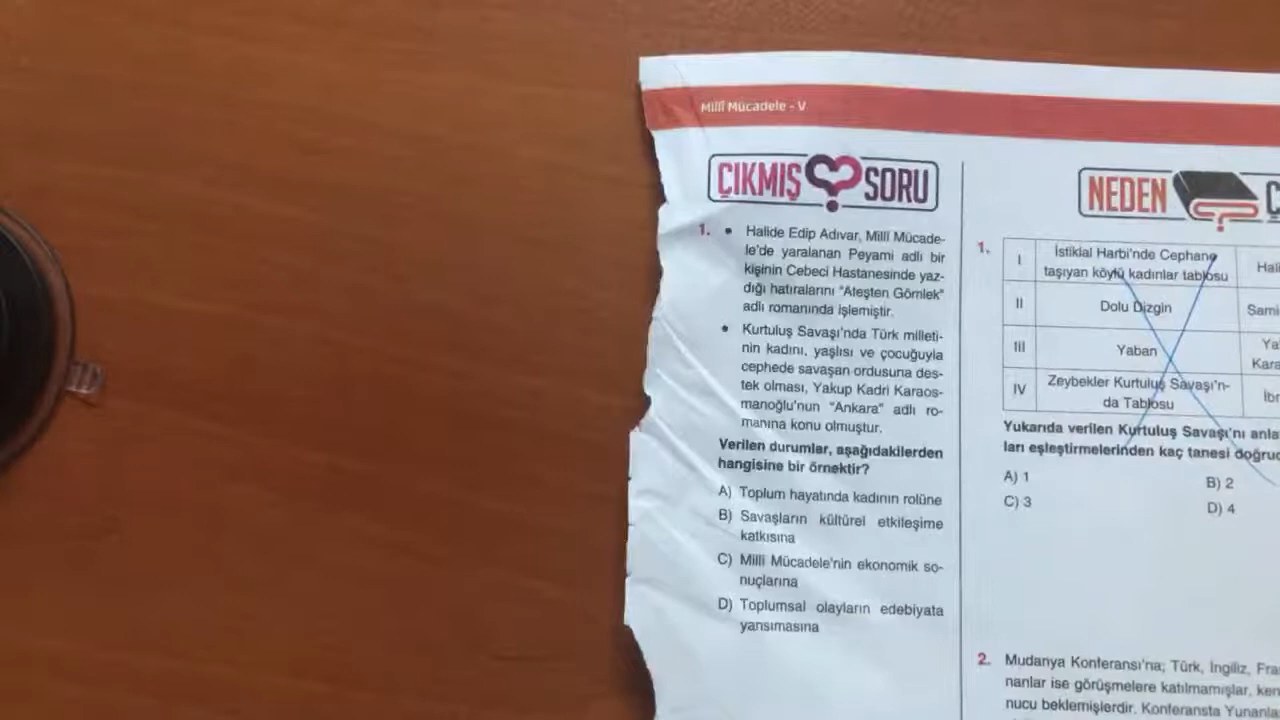 Millî Mücadele - V
ÇIKMIŞ SORU
1. • Halide Edip Adıvar, Millî Mücade-
le'de yaralanan Peyami adlı bir
kişinin Cebeci Hastanesinde yaz-
dığı hatıralarını "Ateşten Gömlek"
adlı romanında işlemiştir.
• Kurtuluş Savaşı'nda Türk milleti-
nin kadını, yaşlısı ve çocuğuyla
cephede savaşan ordusuna des-
tek olması, Yakup Kadri Karaos-
manoğlu'nun "Ankara" adlı ro-
manına konu olmuştur.
Verilen durumlar, aşağıdakilerden
hangisine bir örnektir?
A) Toplum hayatında kadının rolüne
B) Savaşların kültürel etkileşime
katkısına
C) Millî Mücadele'nin ekonomik so-
nuçlarına
D) Toplumsal olayların edebiyata
yansımasına
NEDEN
1.
I İstiklal Harbi'nde Cephane
taşıyan köylü kadınlar tablosu
II Dolu Dizgin Sami
III Yaban
Kara
IV Zeybekler Kurtuluş Savaşı'n-
da Tablosu
Yukarıda verilen Kurtuluş Savaşı'nı anla
ları eşleştirmelerinden kaç tanesi doğru
A) 1 B) 2
C) 3 D) 4
2. Mudanya Konferansı'na; Türk, İngiliz, Fra
nanlar ise görüşmelere katılmamışlar, ken
nucu beklemişlerdir. Konferansta Yunanla